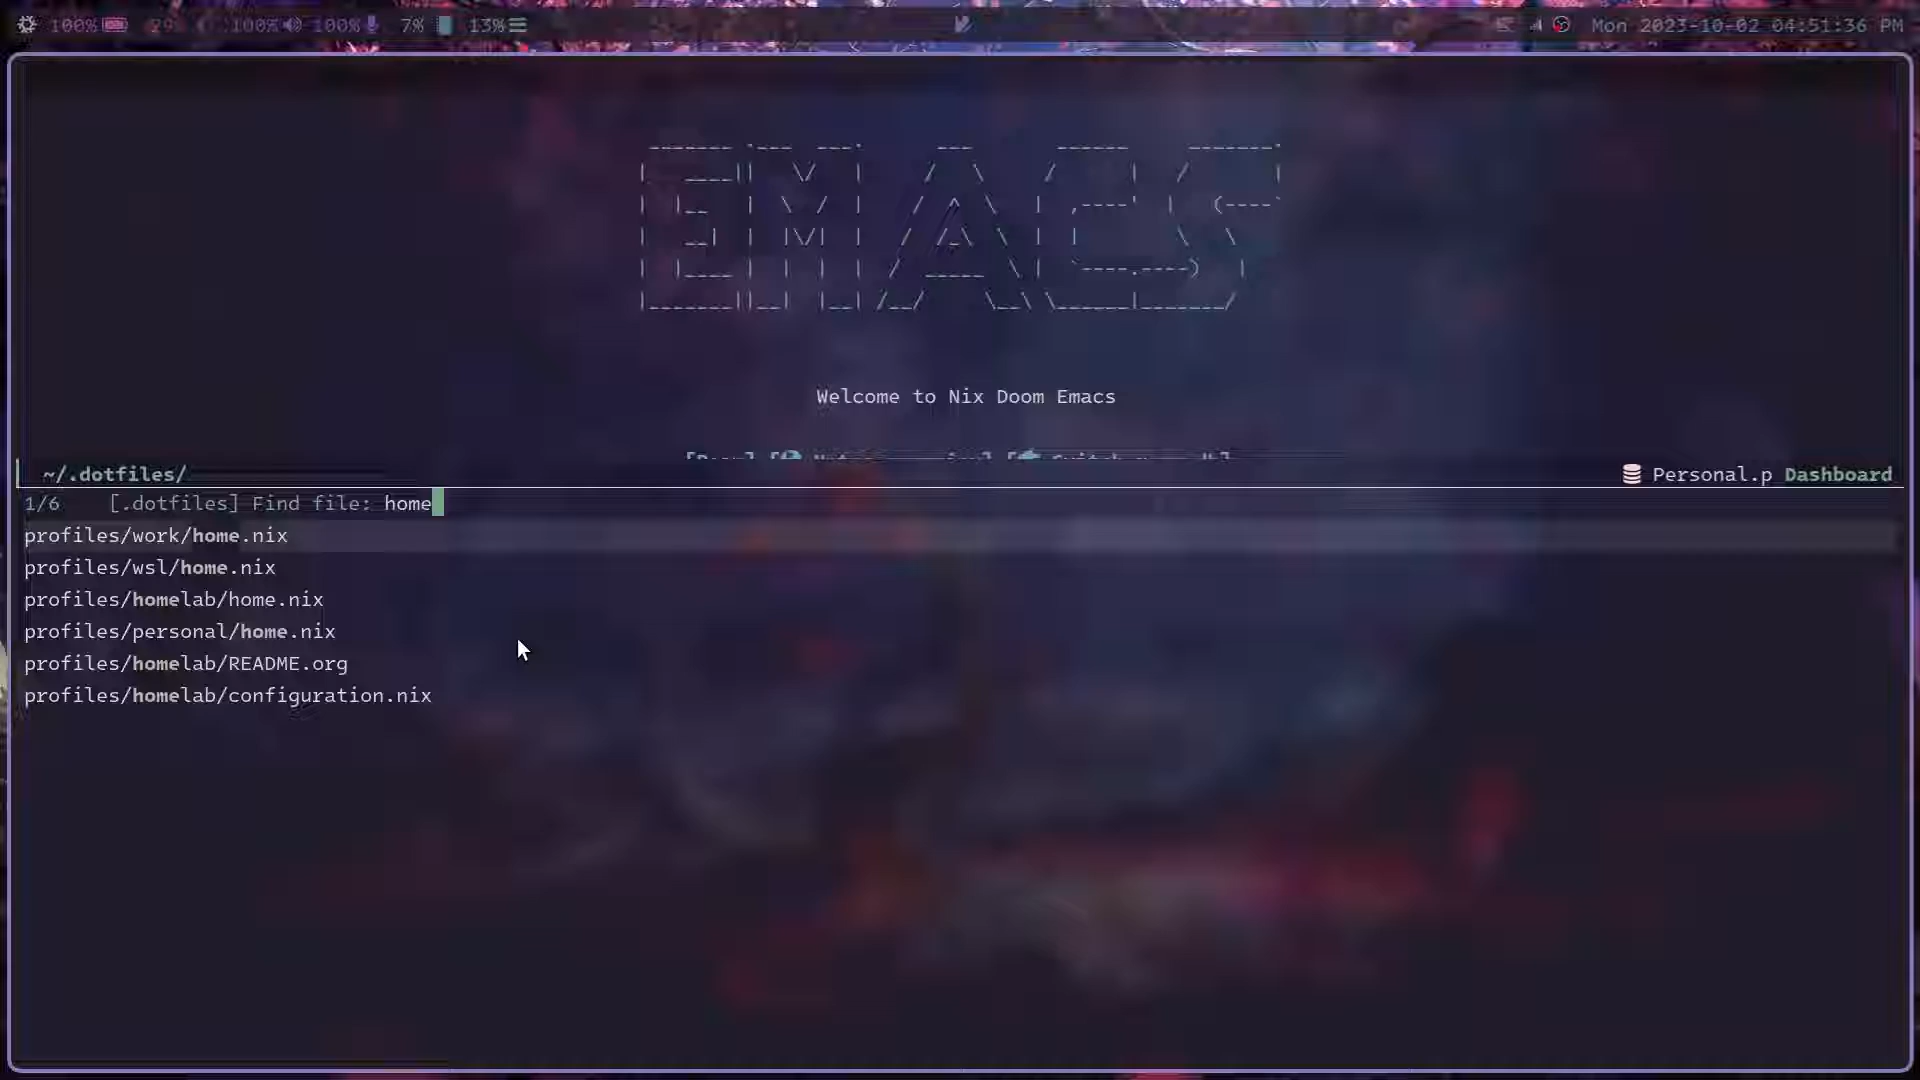 100% 29 100% 100% 7% 13% Mon 2023-10-02 04:51:36 PM
EMACS
Welcome to Nix Doom Emacs
~/.dotfiles/ Personal.p Dashboard
1/6 [.dotfiles] Find file: home
profiles/work/home.nix
profiles/wsl/home.nix
profiles/homelab/home.nix
profiles/personal/home.nix
profiles/homelab/README.org
profiles/homelab/configuration.nix